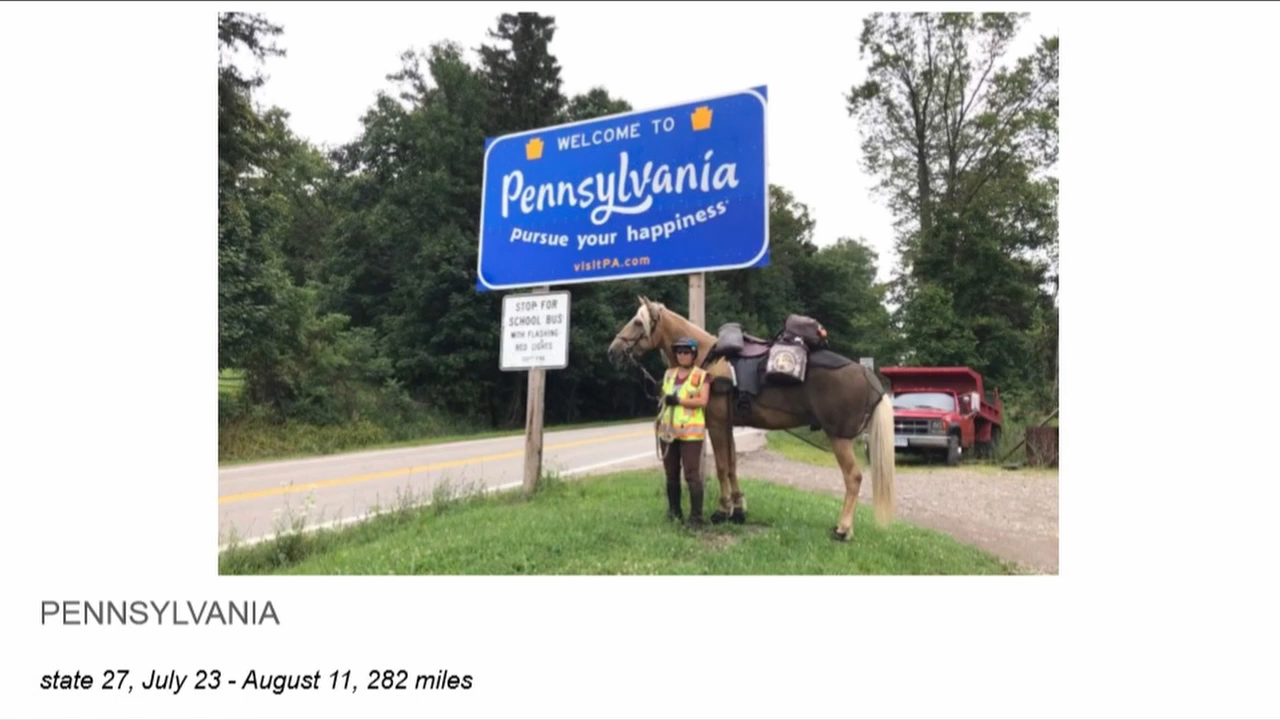 WELCOME TO
Pennsylvania
pursue your happiness
visitPA.com
STOP FOR
SCHOOL BUS
WITH FLASHING
RED LIGHTS
PENNSYLVANIA
state 27, July 23 - August 11, 282 miles